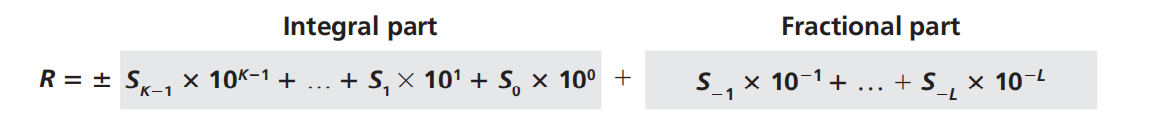 Integral part Fractional part
R = ± S_{K−1} × 10^{K−1} + ... + S_1 × 10^1 + S_0 × 10^0 + S_{−1} × 10^{−1} + ... + S_{−L} × 10^{−L}